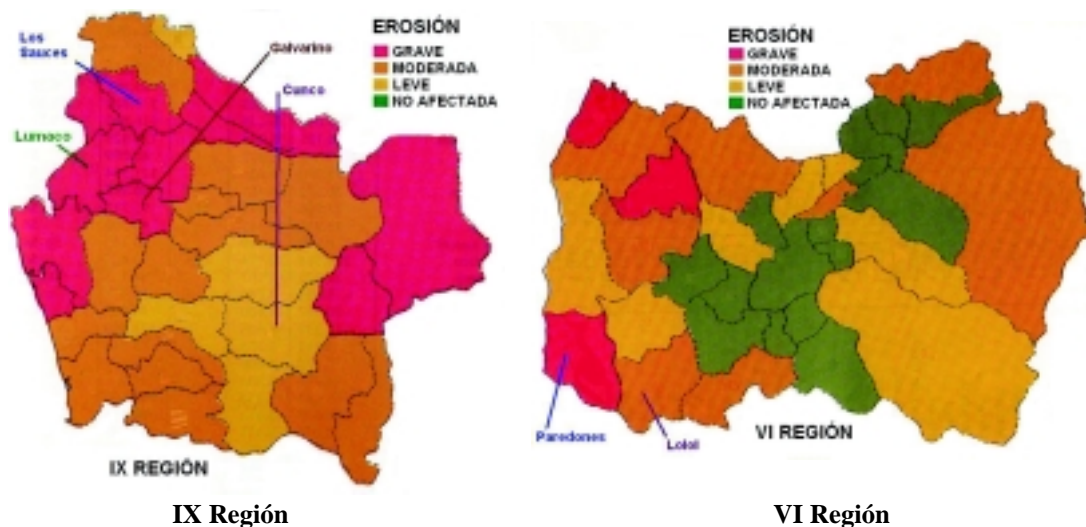 Los
Sauces
Galvarino
Cunco
Lumaco
EROSIÓN
GRAVE
MODERADA
LEVE
NO AFECTADA
IX REGIÓN
EROSIÓN
GRAVE
MODERADA
LEVE
NO AFECTADA
Paredones
Lolol
VI REGIÓN
IX Región
VI Región